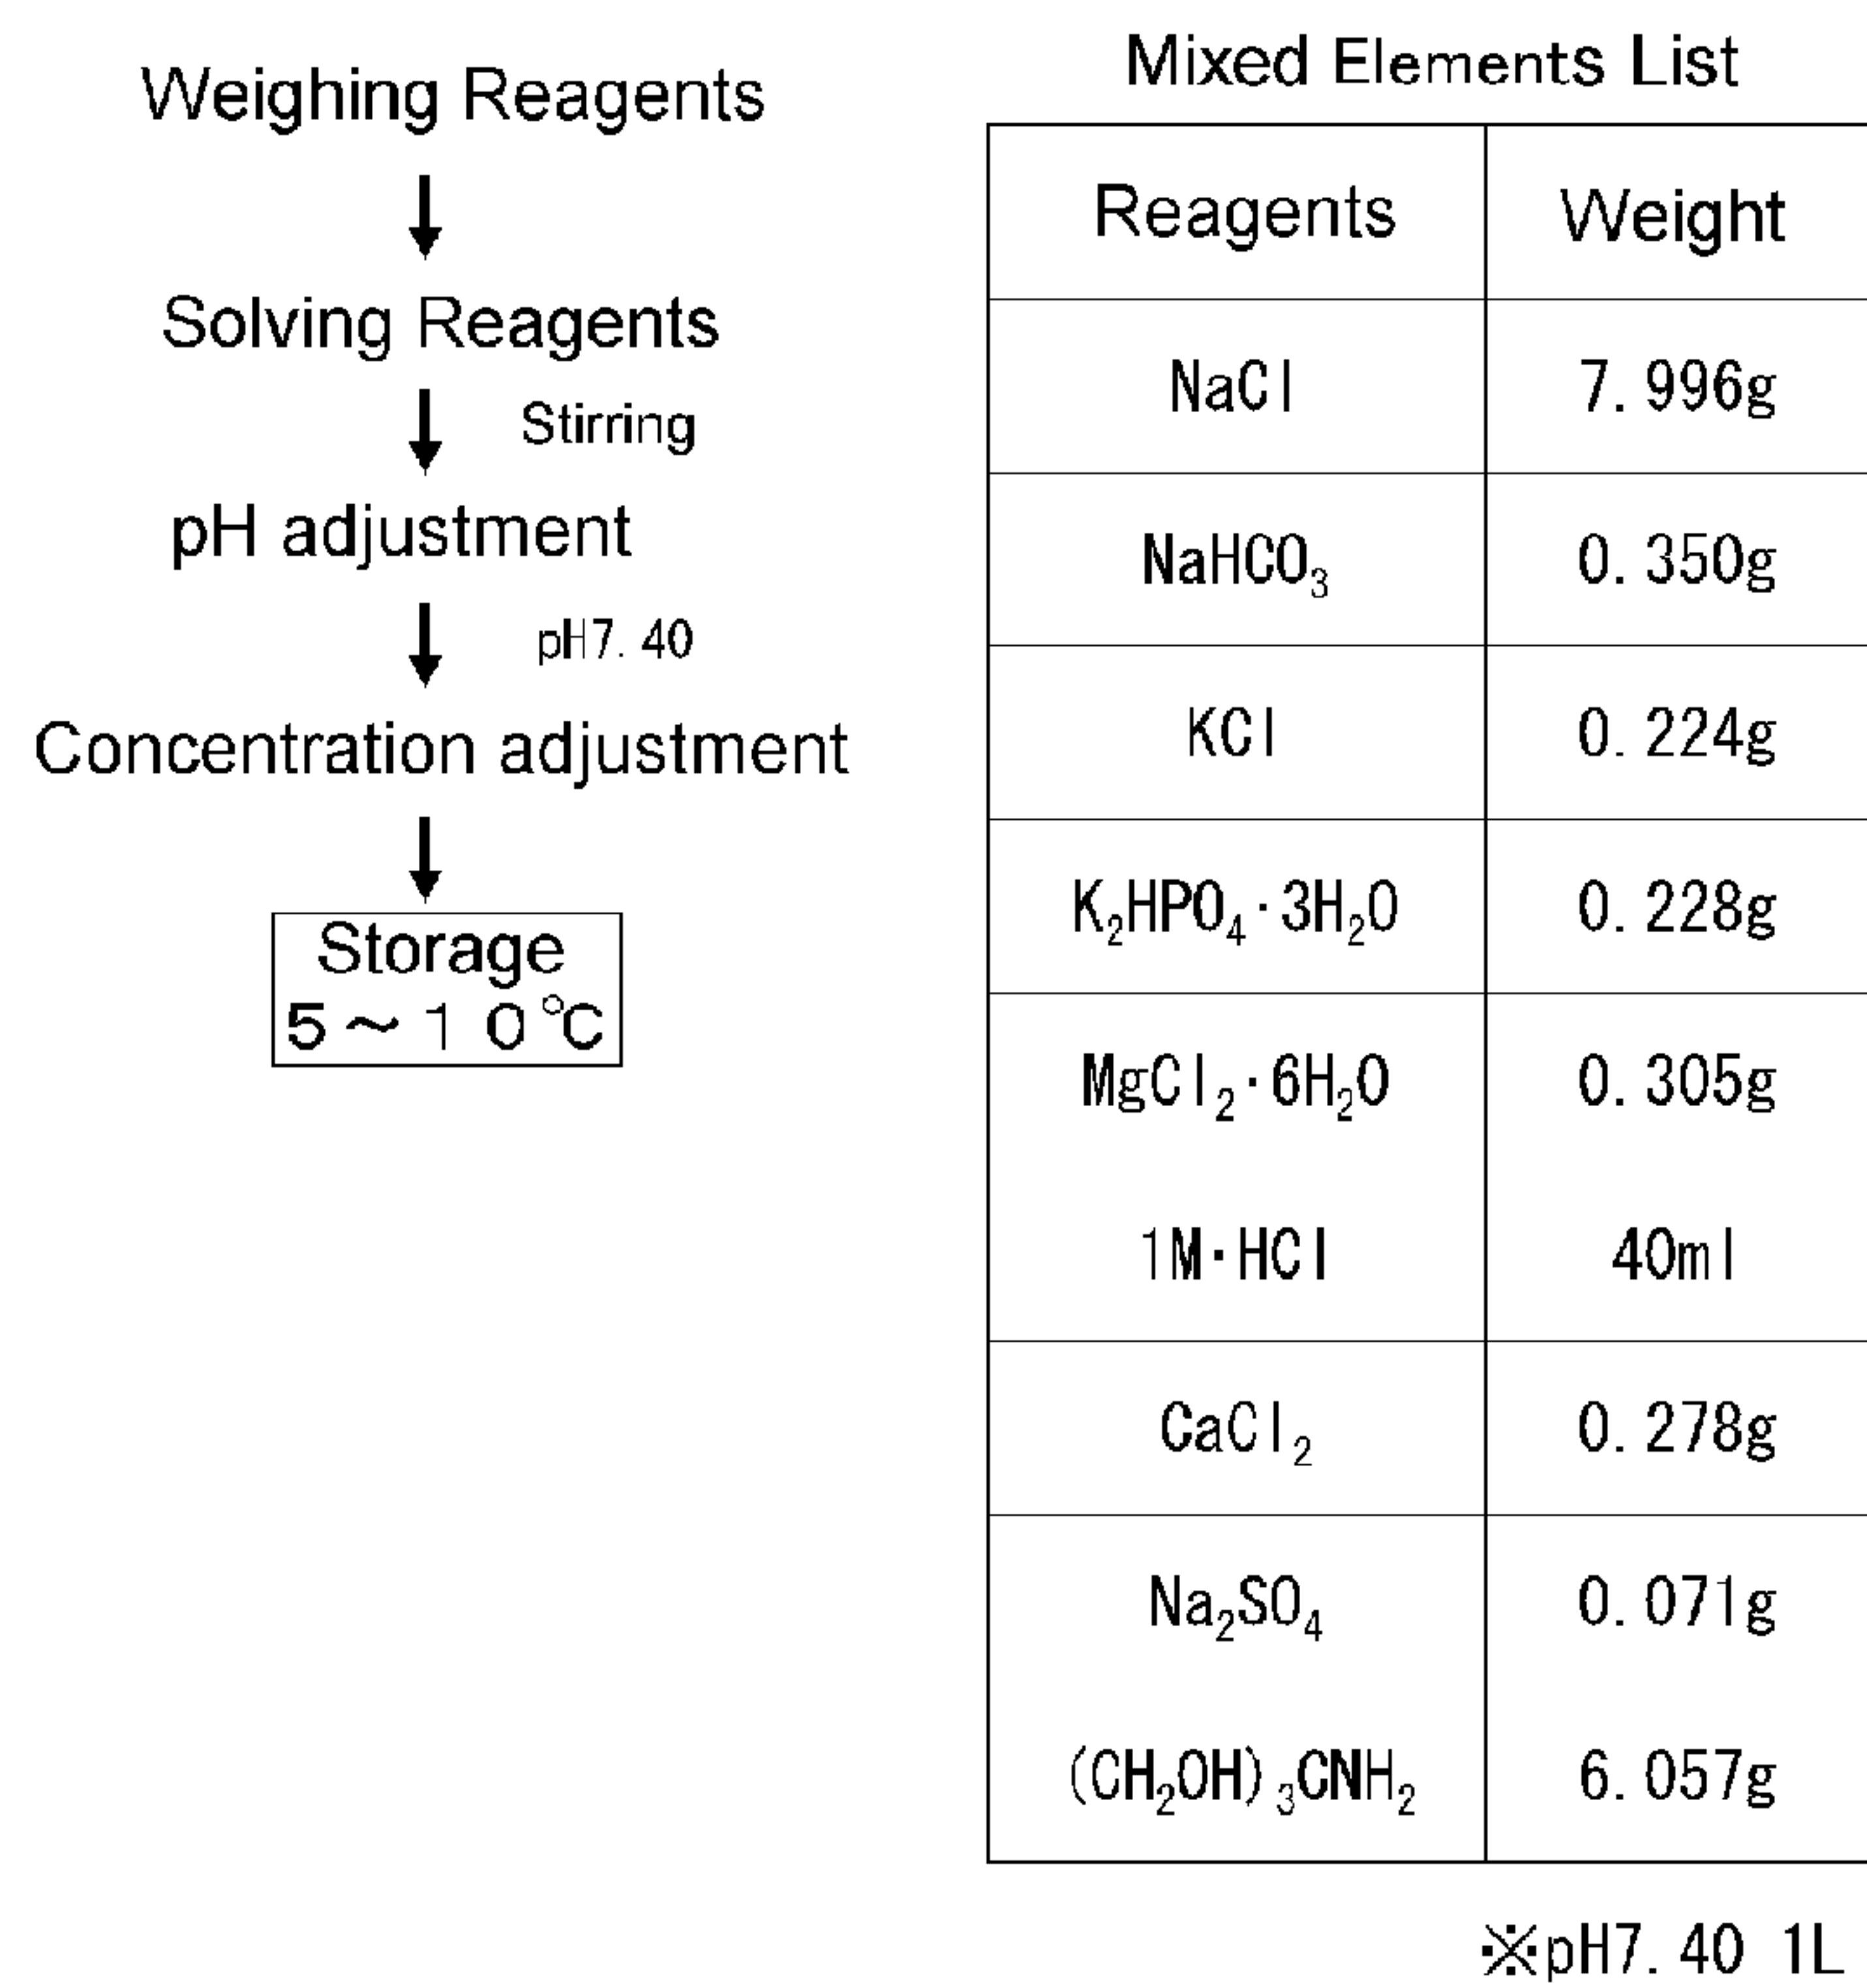 Weighing Reagents
Solving Reagents
Stirring
pH adjustment
pH7.40
Concentration adjustment
Storage
5～10℃
Mixed Elements List
Reagents Weight
NaCl 7.996g
NaHCO₃ 0.350g
KCl 0.224g
K₂HPO₄·3H₂O 0.228g
MgCl₂·6H₂O 0.305g
1M·HCl 40ml
CaCl₂ 0.278g
Na₂SO₄ 0.071g
(CH₂OH)₃CNH₂ 6.057g
※pH7.40 1L